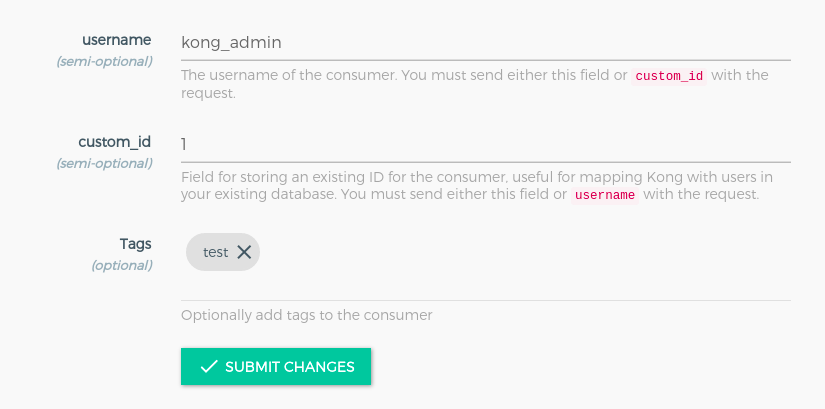 username
(semi-optional)
kong_admin
The username of the consumer. You must send either this field or custom_id with the
request.
custom_id
(semi-optional)
1
Field for storing an existing ID for the consumer, useful for mapping Kong with users in
your existing database. You must send either this field or username with the request.
Tags
(optional)
test
Optionally add tags to the consumer
SUBMIT CHANGES